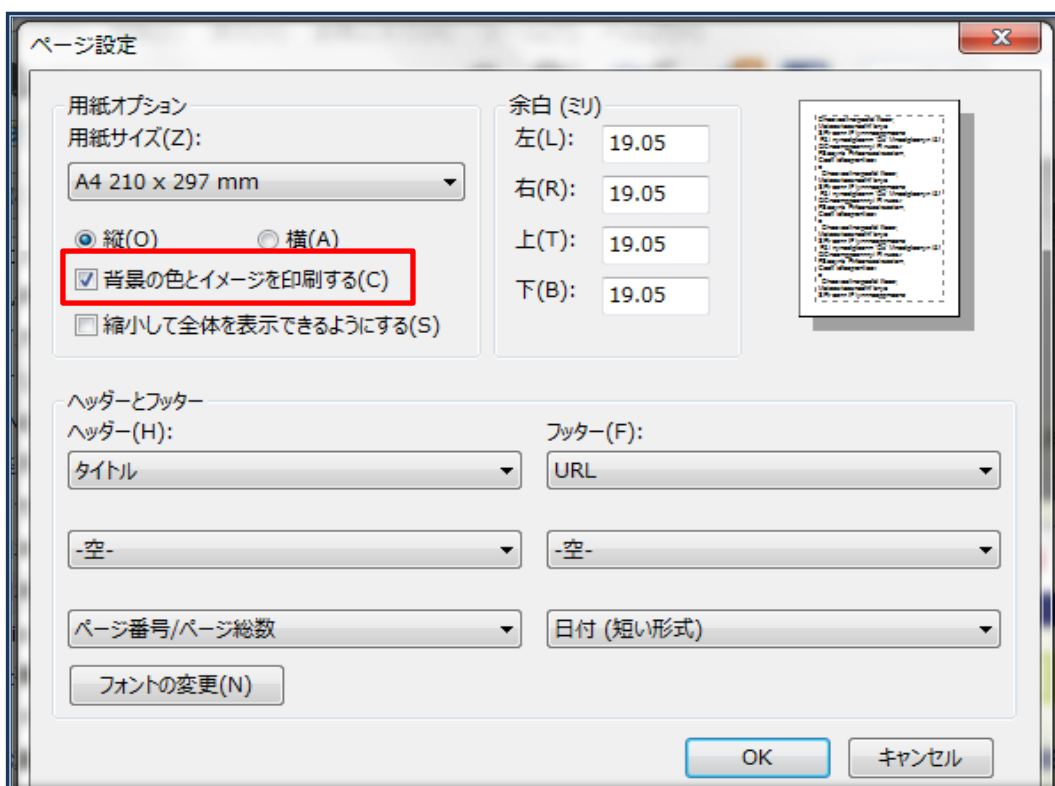 ページ設定
用紙オプション
用紙サイズ(Z):
A4 210 x 297 mm
縦(O) 横(A)
背景の色とイメージを印刷する(C)
縮小して全体を表示できるようにする(S)
余白 (ミリ)
左(L): 19.05
右(R): 19.05
上(T): 19.05
下(B): 19.05
ヘッダーとフッター
ヘッダー(H): フッター(F):
タイトル URL
-空- -空-
ページ番号/ページ総数 日付 (短い形式)
フォントの変更(N)
OK キャンセル